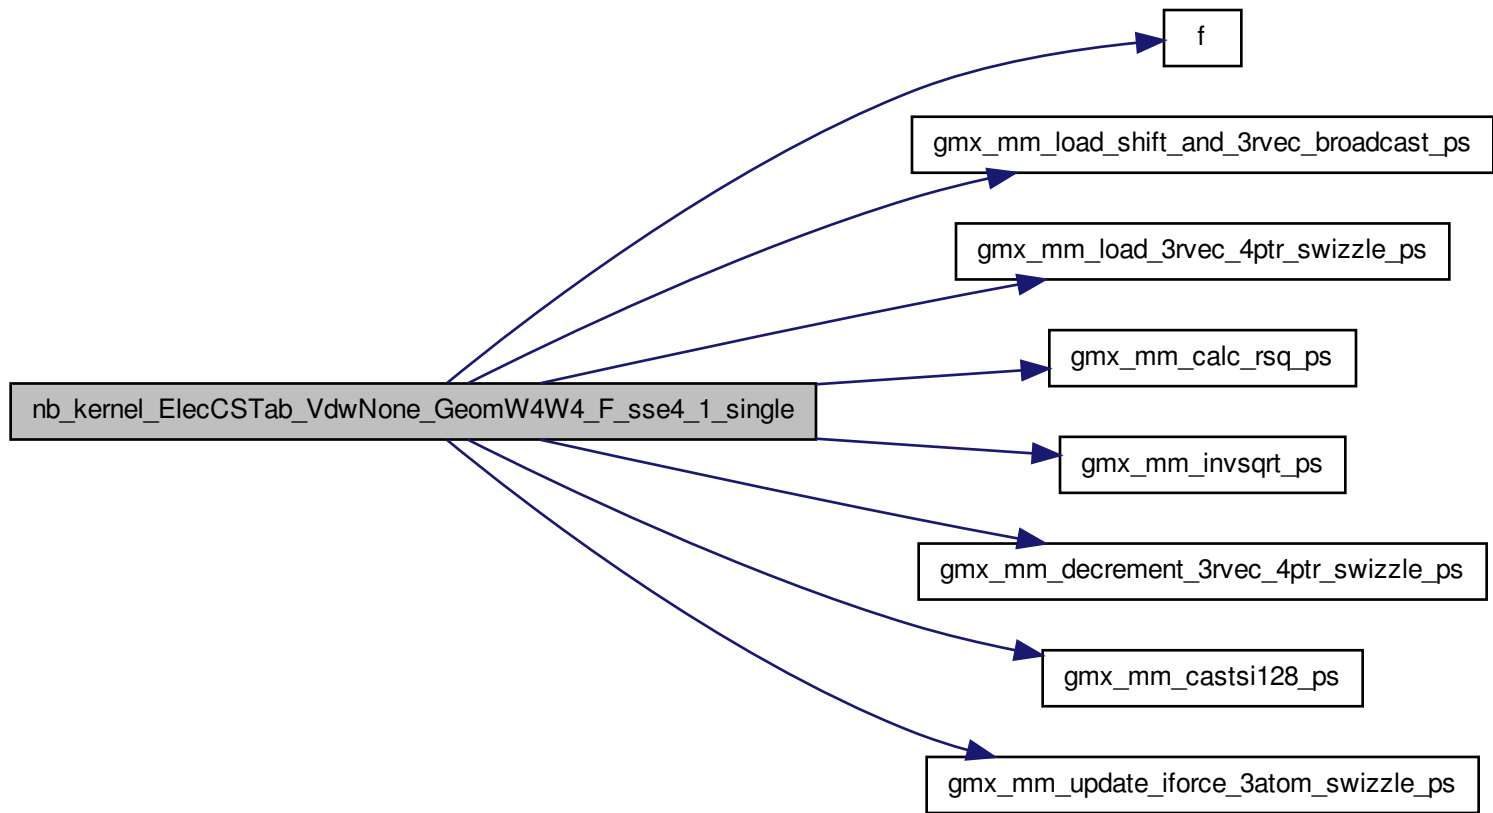 f
gmx_mm_load_shift_and_3rvec_broadcast_ps
gmx_mm_load_3rvec_4ptr_swizzle_ps
gmx_mm_calc_rsq_ps
nb_kernel_ElecCSTab_VdwNone_GeomW4W4_F_sse4_1_single
gmx_mm_invsqrt_ps
gmx_mm_decrement_3rvec_4ptr_swizzle_ps
gmx_mm_castsi128_ps
gmx_mm_update_iforce_3atom_swizzle_ps